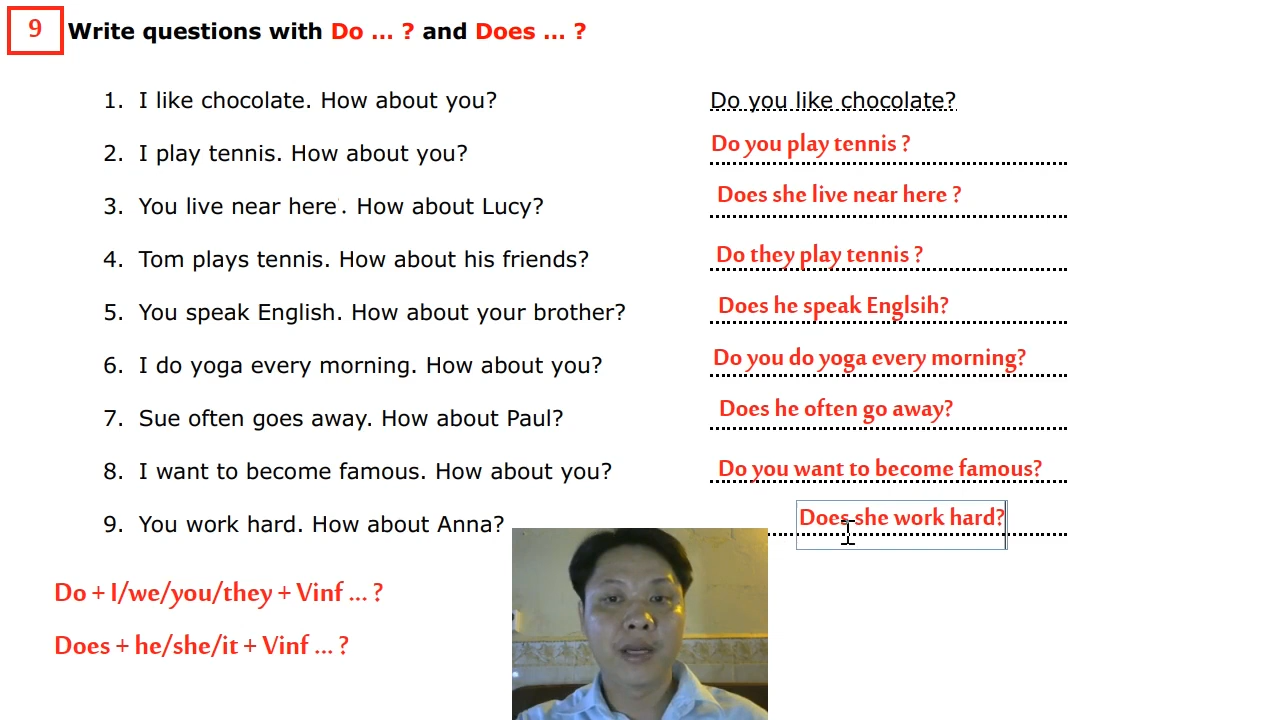 9 Write questions with Do ... ? and Does ... ?
1. I like chocolate. How about you? Do you like chocolate?
2. I play tennis. How about you? Do you play tennis ?
3. You live near here. How about Lucy? Does she live near here ?
4. Tom plays tennis. How about his friends? Do they play tennis ?
5. You speak English. How about your brother? Does he speak Englsih?
6. I do yoga every morning. How about you? Do you do yoga every morning?
7. Sue often goes away. How about Paul? Does he often go away?
8. I want to become famous. How about you? Do you want to become famous?
9. You work hard. How about Anna? Does she work hard?
Do + I/we/you/they + Vinf ... ?
Does + he/she/it + Vinf ... ?